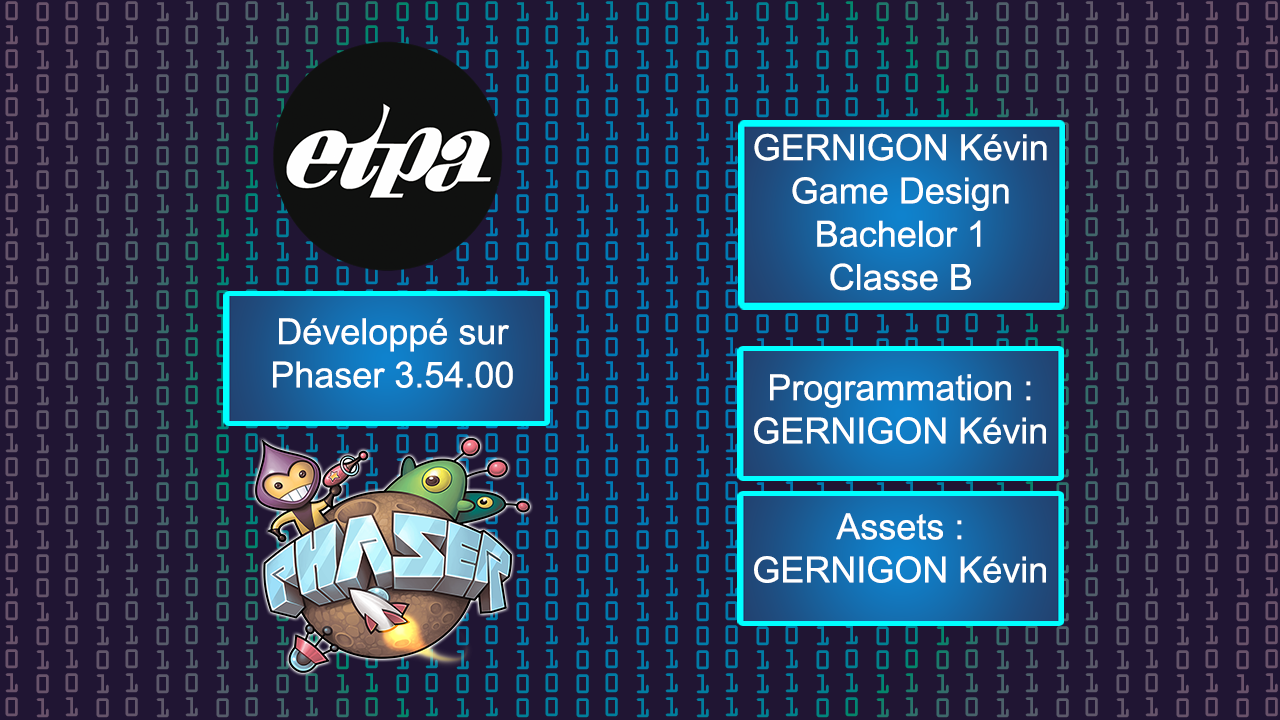 etpa
Développé sur
Phaser 3.54.00
PHASER
GERNIGON Kévin
Game Design
Bachelor 1
Classe B
Programmation :
GERNIGON Kévin
Assets :
GERNIGON Kévin